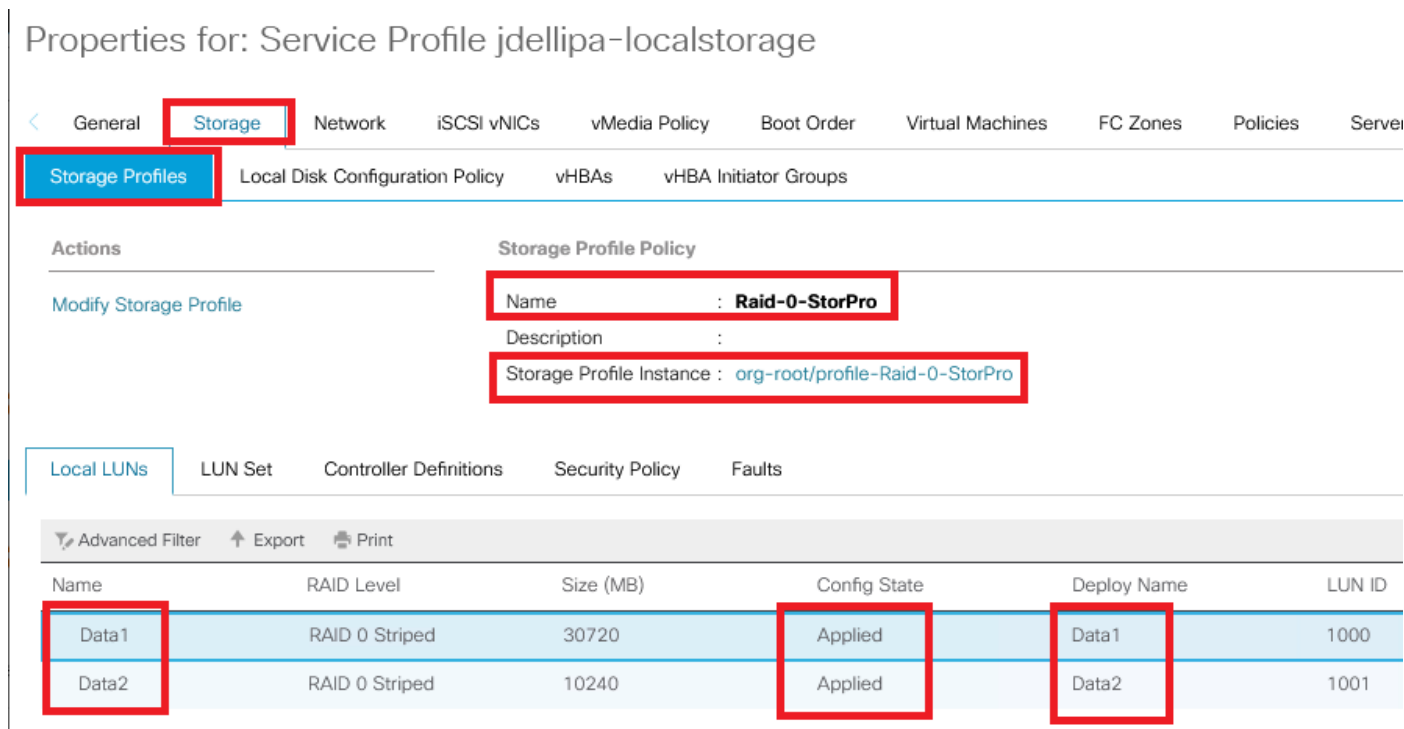 Properties for: Service Profile jdellipa-localstorage
General Storage Network iSCSI vNICs vMedia Policy Boot Order Virtual Machines FC Zones Policies Server
Storage Profiles Local Disk Configuration Policy vHBAs vHBA Initiator Groups
Actions Storage Profile Policy
Modify Storage Profile Name : Raid-0-StorPro
Description :
Storage Profile Instance : org-root/profile-Raid-0-StorPro
Local LUNs LUN Set Controller Definitions Security Policy Faults
Advanced Filter Export Print
Name RAID Level Size (MB) Config State Deploy Name LUN ID
Data1 RAID 0 Striped 30720 Applied Data1 1000
Data2 RAID 0 Striped 10240 Applied Data2 1001